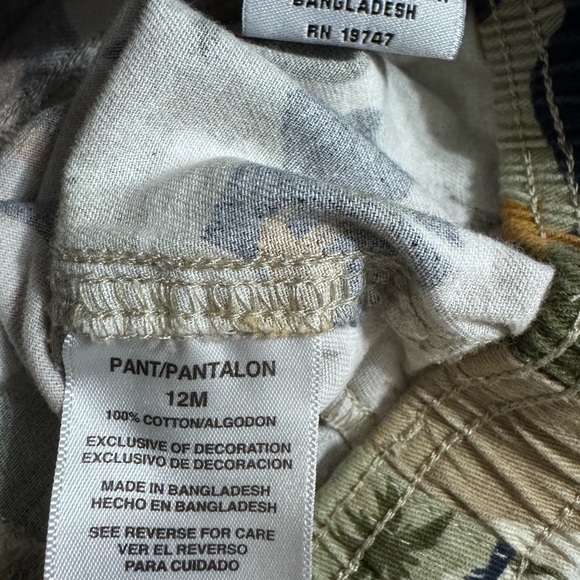 BANGLADESH
RN 19747
PANT/PANTALON
12M
100% COTTON/ALGODON
EXCLUSIVE OF DECORATION
EXCLUSIVO DE DECORACION
MADE IN BANGLADESH
HECHO EN BANGLADESH
SEE REVERSE FOR CARE
VER EL REVERSO
PARA CUIDADO